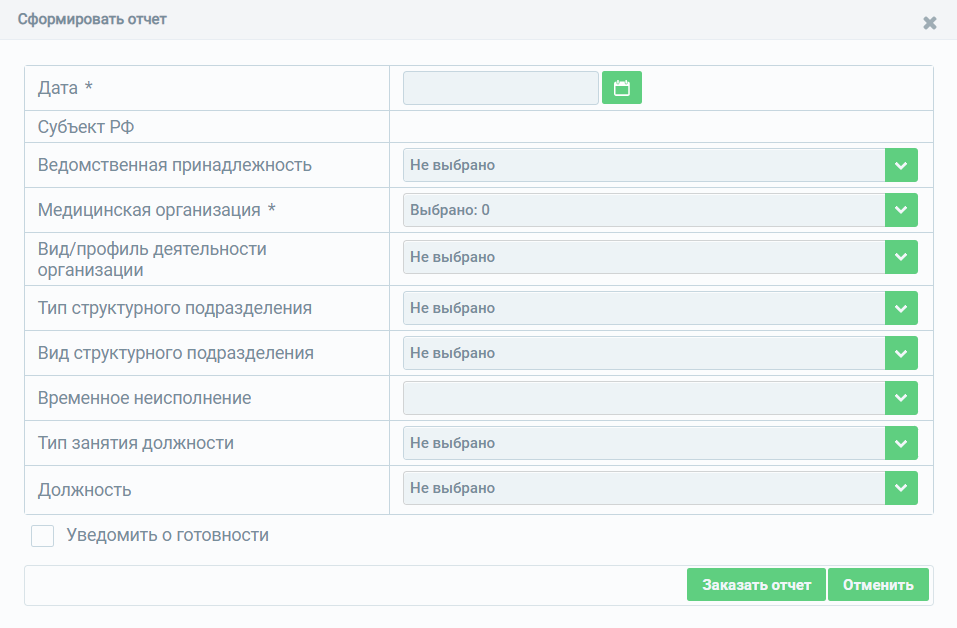 Сформировать отчет
Дата *
Субъект РФ
Ведомственная принадлежность
Не выбрано
Медицинская организация *
Выбрано: 0
Вид/профиль деятельности
организации
Не выбрано
Тип структурного подразделения
Не выбрано
Вид структурного подразделения
Не выбрано
Временное неисполнение
Тип занятия должности
Не выбрано
Должность
Не выбрано
Уведомить о готовности
Заказать отчет
Отменить